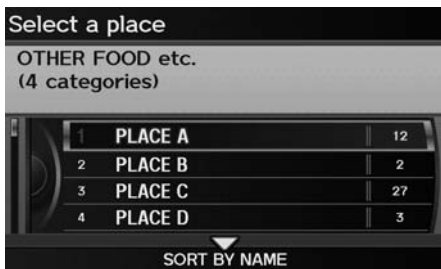 Select a place
OTHER FOOD etc.
(4 categories)
1 PLACE A 12
2 PLACE B 2
3 PLACE C 27
4 PLACE D 3
SORT BY NAME